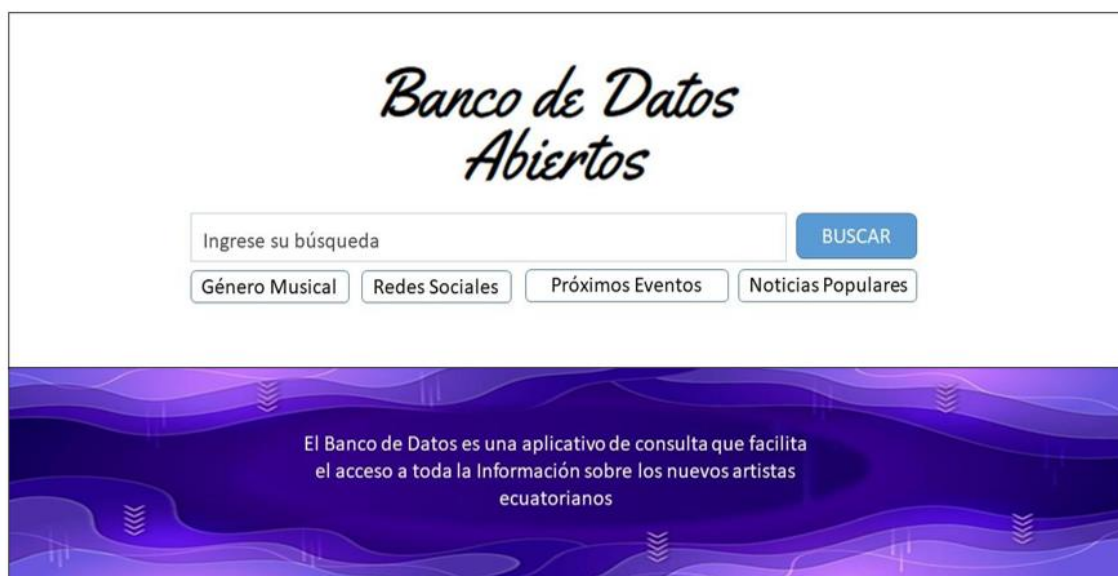 Banco de Datos
Abiertos
Ingrese su búsqueda
BUSCAR
Género Musical
Redes Sociales
Próximos Eventos
Noticias Populares
El Banco de Datos es una aplicativo de consulta que facilita
el acceso a toda la Información sobre los nuevos artistas
ecuatorianos